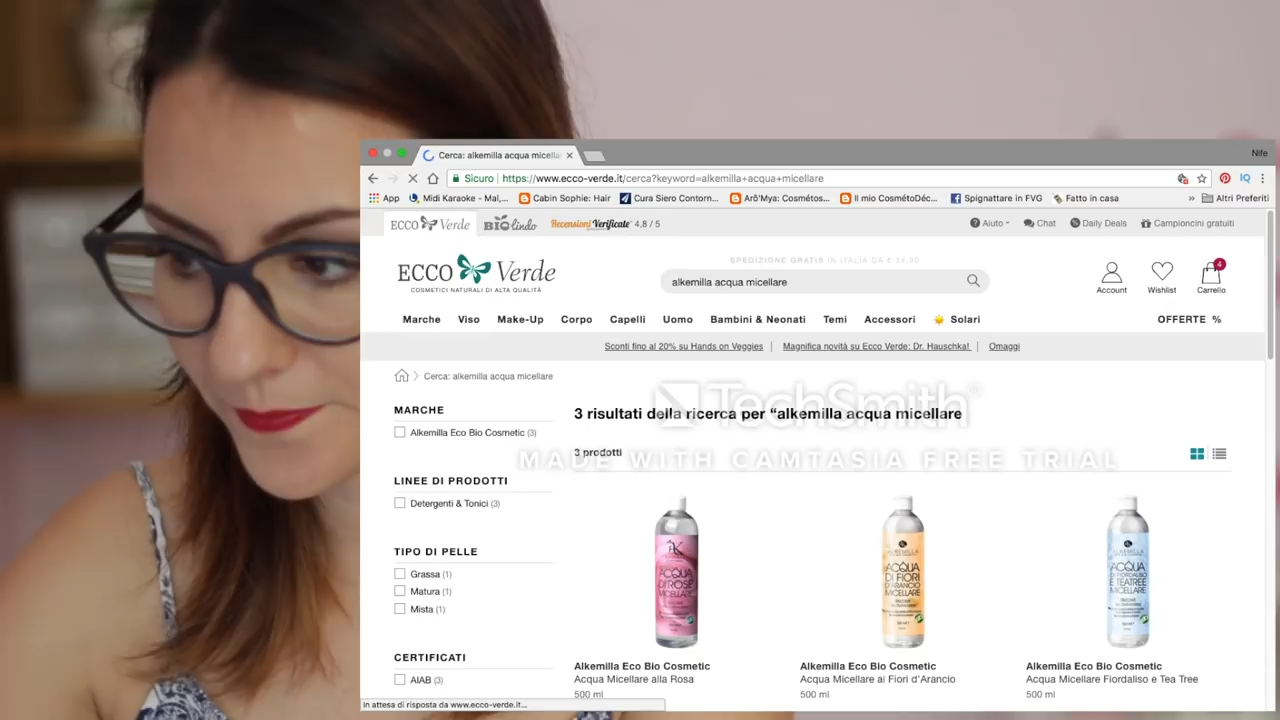 Cerca: alkemilla acqua micella
Nife
Sicuro https://www.ecco-verde.it/cerca?keyword=alkemilla+acqua+micellare
App Midi Karaoke - Mal,... Cabin Sophie: Hair Cura Siero Contorn... Arô'Mya: Cosmétos... Il mio CosmétoDéc... Spignattare in FVG Fatto in casa » Altri Preferiti
ECCO Verde BIOlindo Recensioni Verificate 4,8 / 5 Aiuto Chat Daily Deals Campioncini gratuiti
SPEDIZIONE GRATIS IN ITALIA DA € 34,90
ECCO Verde
COSMETICI NATURALI DI ALTA QUALITÀ
alkemilla acqua micellare
4
Account Wishlist Carrello
Marche Viso Make-Up Corpo Capelli Uomo Bambini & Neonati Temi Accessori Solari OFFERTE %
Sconti fino al 20% su Hands on Veggies | Magnifica novità su Ecco Verde: Dr. Hauschka! | Omaggi
Cerca: alkemilla acqua micellare
TechSmith
MADE WITH CAMTASIA FREE TRIAL
3 risultati della ricerca per “alkemilla acqua micellare
3 prodotti
MARCHE
Alkemilla Eco Bio Cosmetic (3)
LINEE DI PRODOTTI
Detergenti & Tonici (3)
TIPO DI PELLE
Grassa (1)
Matura (1)
Mista (1)
CERTIFICATI
AIAB (3)
ACQUA
DI ROSE
MICELLARE
ALKEMILLA
ACQUA
DI FIORI
D'ARANCIO
MICELLARE
ALKEMILLA
ACQUA
DI FIORDALISO
E TEATREE
MICELLARE
Alkemilla Eco Bio Cosmetic
Acqua Micellare alla Rosa
500 ml
Alkemilla Eco Bio Cosmetic
Acqua Micellare ai Fiori d'Arancio
500 ml
Alkemilla Eco Bio Cosmetic
Acqua Micellare Fiordaliso e Tea Tree
500 ml
In attesa di risposta da www.ecco-verde.it...